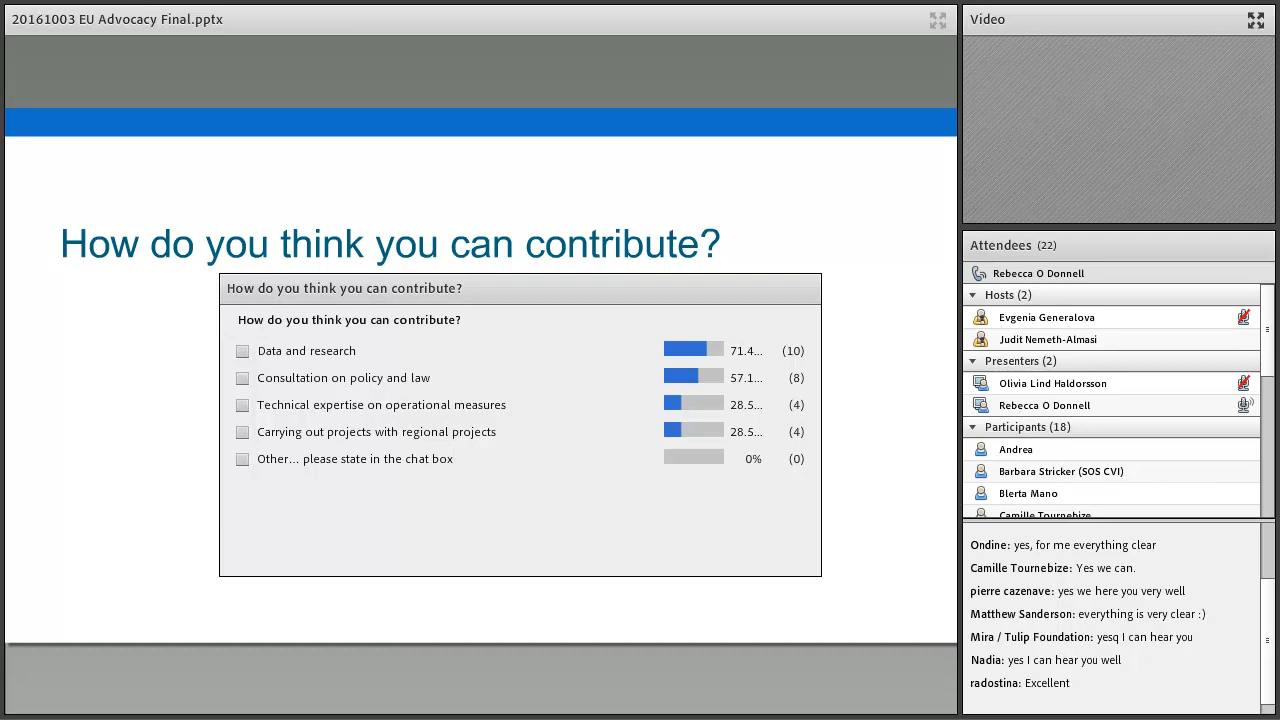 20161003 EU Advocacy Final.pptx
How do you think you can contribute?
How do you think you can contribute?
How do you think you can contribute?
Data and research 71.4... (10)
Consultation on policy and law 57.1... (8)
Technical expertise on operational measures 28.5... (4)
Carrying out projects with regional projects 28.5... (4)
Other... please state in the chat box 0% (0)
Video
Attendees (22)
Rebecca O Donnell
Hosts (2)
Evgenia Generalova
Judit Nemeth-Almasi
Presenters (2)
Olivia Lind Haldorsson
Rebecca O Donnell
Participants (18)
Andrea
Barbara Stricker (SOS CVI)
Blerta Mano
Camille Tournebize
Ondine: yes, for me everything clear
Camille Tournebize: Yes we can.
pierre cazenave: yes we here you very well
Matthew Sanderson: everything is very clear :)
Mira / Tulip Foundation: yesq I can hear you
Nadia: yes I can hear you well
radostina: Excellent